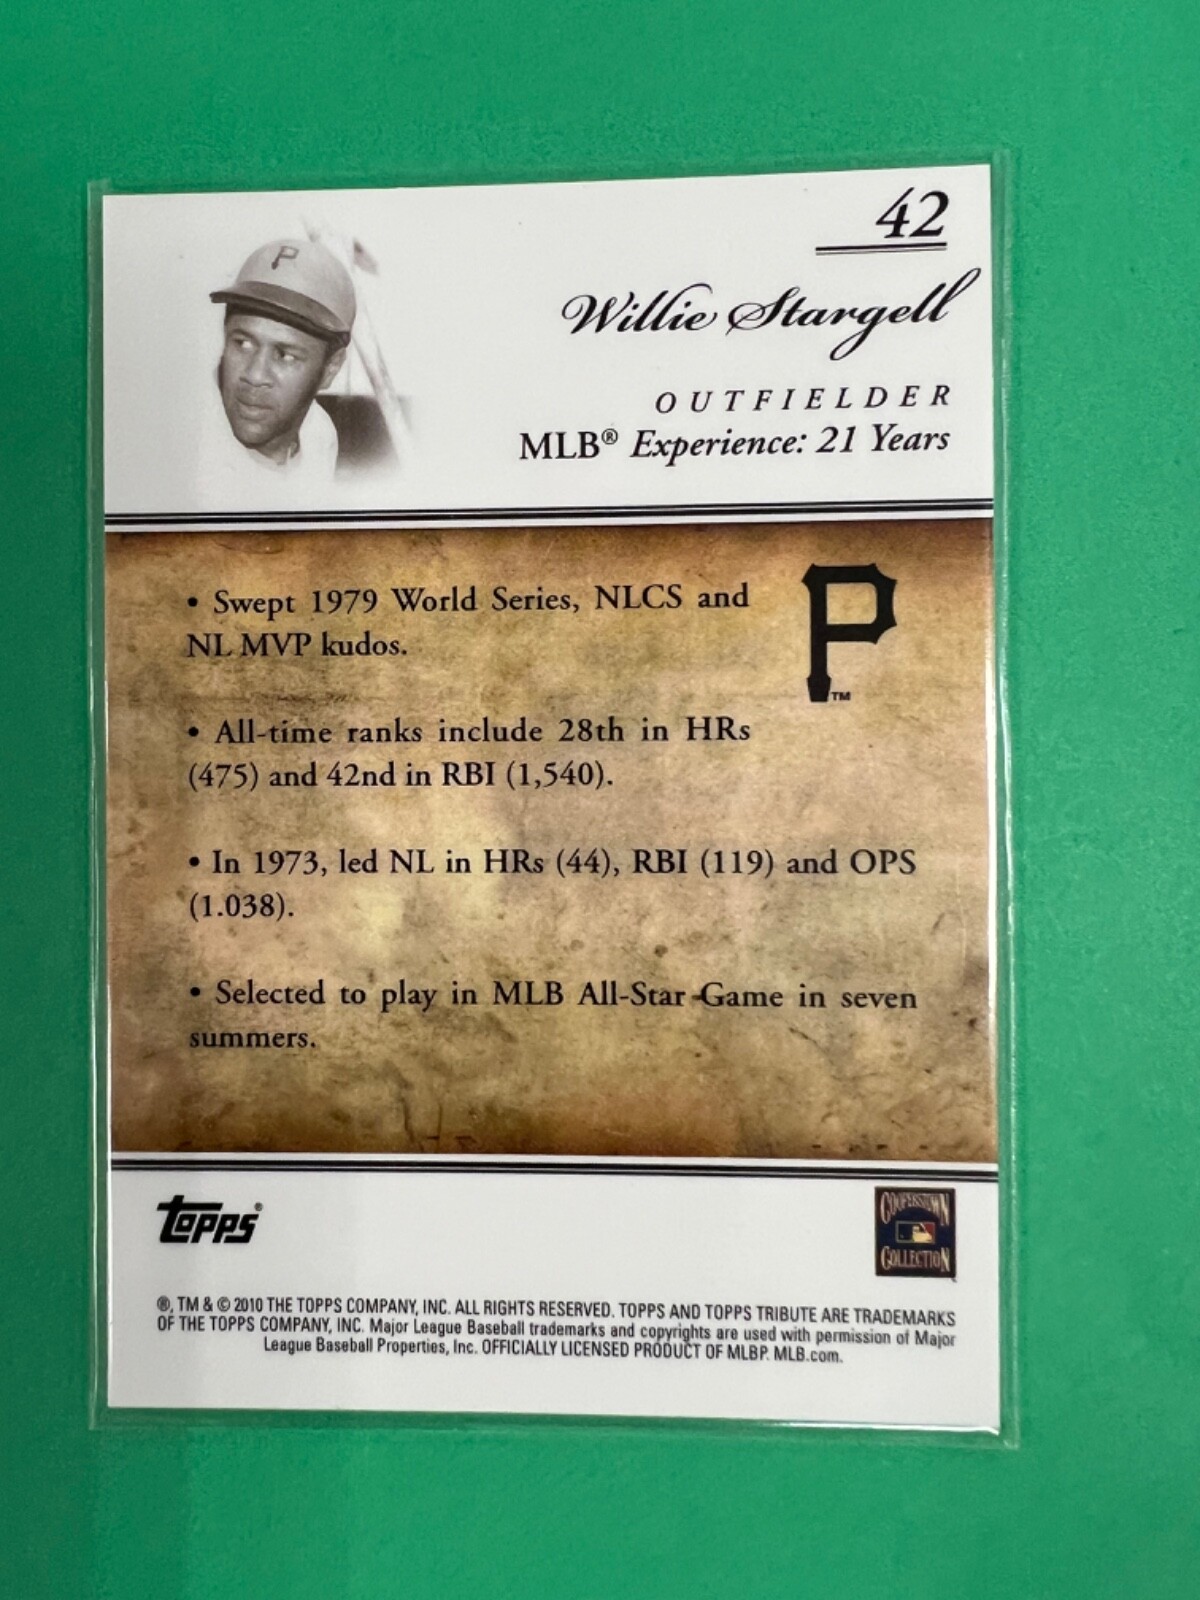 42
P
Willie Stargell
OUTFIELDER
MLB® Experience: 21 Years
• Swept 1979 World Series, NLCS and
NL MVP kudos.
P
TM
• All-time ranks include 28th in HRs
(475) and 42nd in RBI (1,540).
• In 1973, led NL in HRs (44), RBI (119) and OPS
(1.038).
• Selected to play in MLB All-Star Game in seven
summers.
topps®
COOPERSTOWN
COLLECTION
®, TM & © 2010 THE TOPPS COMPANY, INC. ALL RIGHTS RESERVED. TOPPS AND TOPPS TRIBUTE ARE TRADEMARKS
OF THE TOPPS COMPANY, INC. Major League Baseball trademarks and copyrights are used with permission of Major
League Baseball Properties, Inc. OFFICIALLY LICENSED PRODUCT OF MLBP. MLB.com.